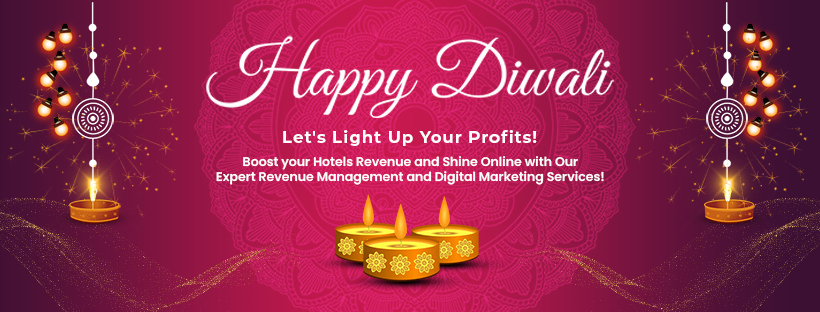 Happy Diwali
Let's Light Up Your Profits!
Boost your Hotels Revenue and Shine Online with Our
Expert Revenue Management and Digital Marketing Services!